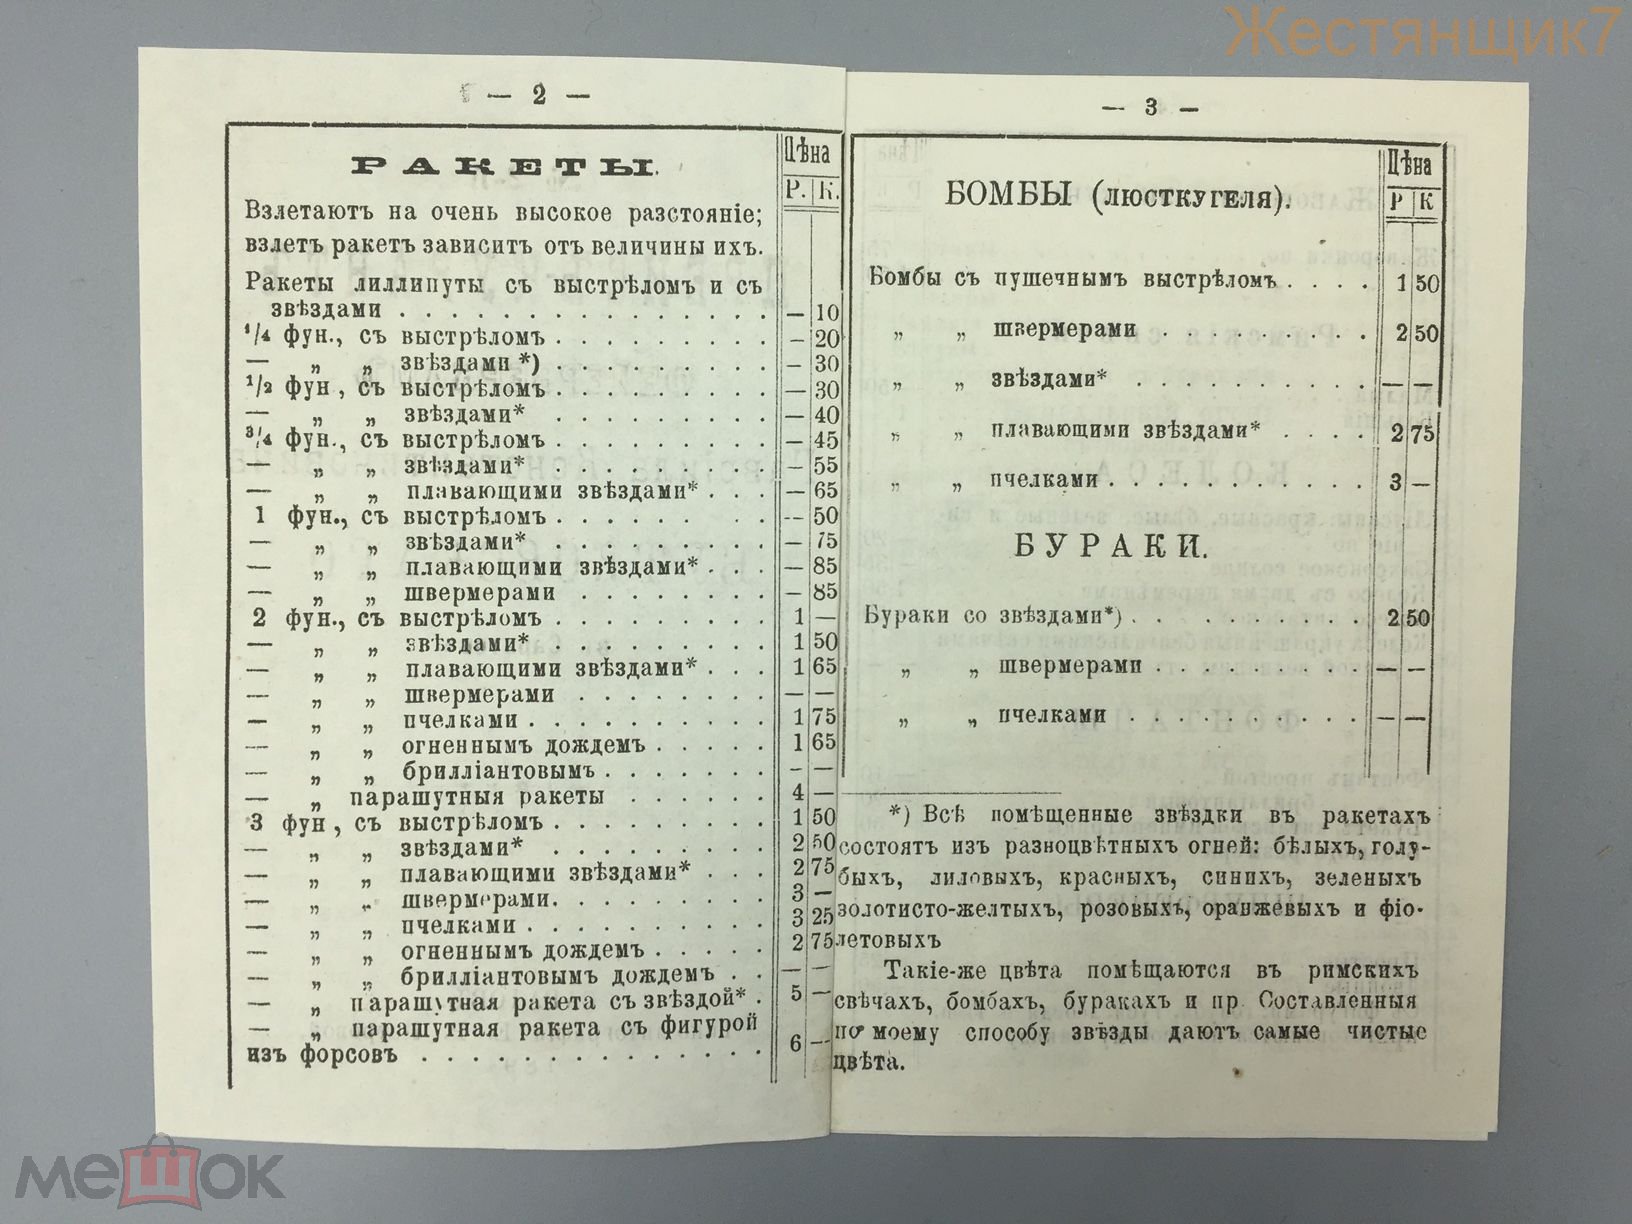 Жестянщик7
— 2 —
РАКЕТЫ.
Цѣна
Р. К.
Взлетаютъ на очень высокое разстояніе;
взлетъ ракетъ зависитъ отъ величины ихъ.
Ракеты лиллипуты съ выстрѣломъ и съ
звѣздами . . . . . . . . . . . . . . . — 10
1/4 фун., съ выстрѣломъ . . . . . . . . . — 20
— „ „ звѣздами *) . . . . . . . . . — 30
1/2 фун , съ выстрѣломъ . . . . . . . . . — 30
— „ „ звѣздами* . . . . . . . . . — 40
3/4 фун., съ выстрѣломъ . . . . . . . . . — 45
— „ „ звѣздами* . . . . . . . . . — 55
— „ „ плавающими звѣздами* . . . — 65
1 фун., съ выстрѣломъ . . . . . . . . — 50
— „ „ звѣздами* . . . . . . . . . — 75
— „ „ плавающими звѣздами* . . . — 85
— „ „ швермерами . . . . . . . . — 85
2 фун., съ выстрѣломъ . . . . . . . . . 1 —
— „ „ звѣздами* . . . . . . . . . 1 50
— „ „ плавающими звѣздами* . . . 1 65
— „ „ швермерами . . . . . . . . — —
— „ „ пчелками . . . . . . . . . . 1 75
— „ „ огненнымъ дождемъ . . . . . 1 65
— „ „ брилліантовымъ . . . . . . . — —
— „ парашутныя ракеты . . . . . . 4 —
3 фун , съ выстрѣломъ . . . . . . . . . 1 50
— „ „ звѣздами* . . . . . . . . . 2 50
— „ „ плавающими звѣздами* . . . 2 75
— „ „ швермерами. . . . . . . . . 3 —
— „ „ пчелками . . . . . . . . . . 3 25
— „ „ огненнымъ дождемъ . . . . . 2 75
— „ „ брилліантовымъ дождемъ . . — —
— „ парашутная ракета съ звѣздой* . 5 —
— „ парашутная ракета съ фигурой
изъ форсовъ . . . . . . . . . . . . . . 6 —
— 3 —
БОМБЫ (люсткугеля).
Цѣна
Р К
Бомбы съ пушечнымъ выстрѣломъ . . . . 1 50
„ „ швермерами . . . . . . . . . 2 50
„ „ звѣздами* . . . . . . . . . . — —
„ „ плавающими звѣздами* . . . . 2 75
„ „ пчелками . . . . . . . . . . . 3 —
БУРАКИ.
Бураки со звѣздами*) . . . . . . . . . . 2 50
„ „ швермерами . . . . . . . . . — —
„ „ пчелками . . . . . . . . . . — —
*) Всѣ помѣщенные звѣздки въ ракетахъ
состоятъ изъ разноцвѣтныхъ огней: бѣлыхъ, голу-
быхъ, лиловыхъ, красныхъ, синихъ, зеленыхъ
золотисто-желтыхъ, розовыхъ, оранжевыхъ и фіо-
летовыхъ
Такіе-же цвѣта помѣщаются въ римскихъ
свѣчахъ, бомбахъ, буракахъ и пр. Составленныя
по моему способу звѣзды даютъ самые чистые
цвѣта.
мешок